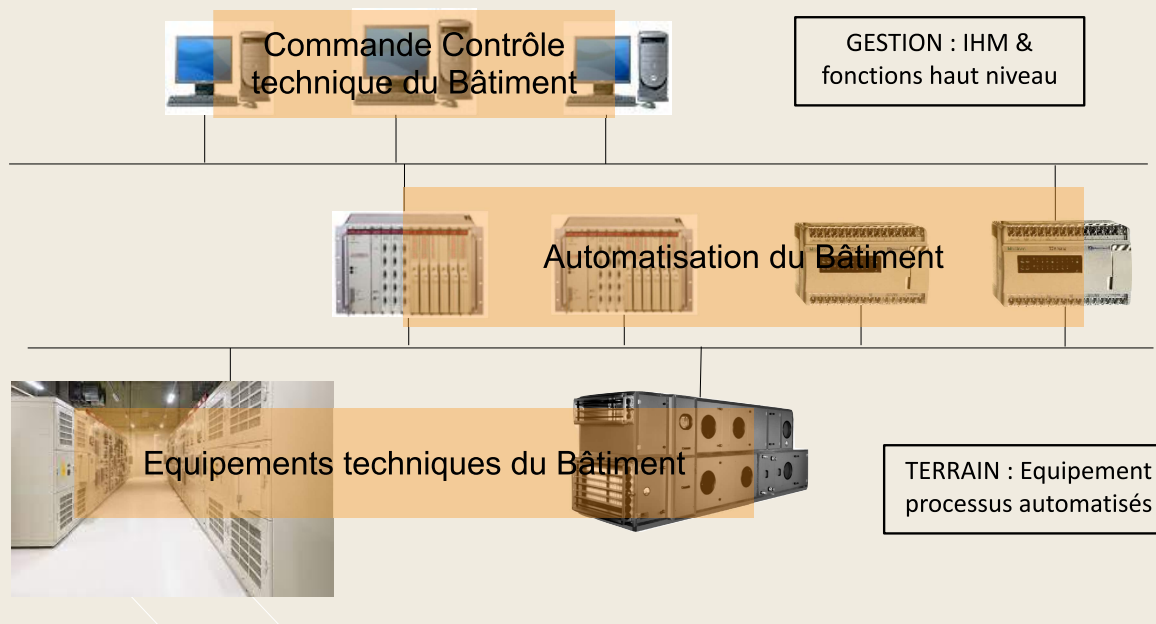 Commande Contrôle
technique du Bâtiment
GESTION : IHM &
fonctions haut niveau
Automatisation du Bâtiment
Equipements techniques du Bâtiment
TERRAIN : Equipement
processus automatisés